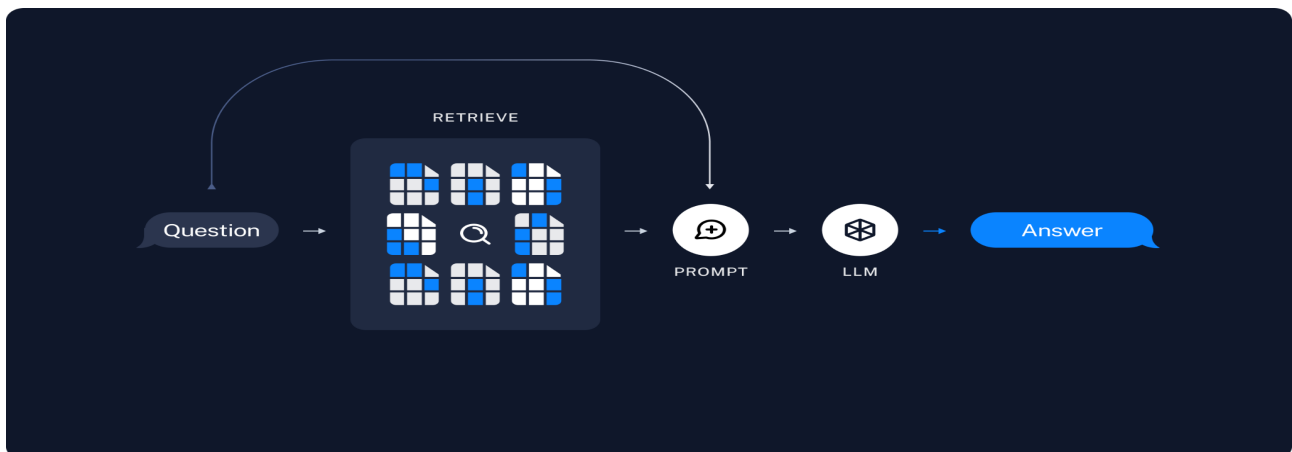 RETRIEVE
Question
PROMPT
LLM
Answer